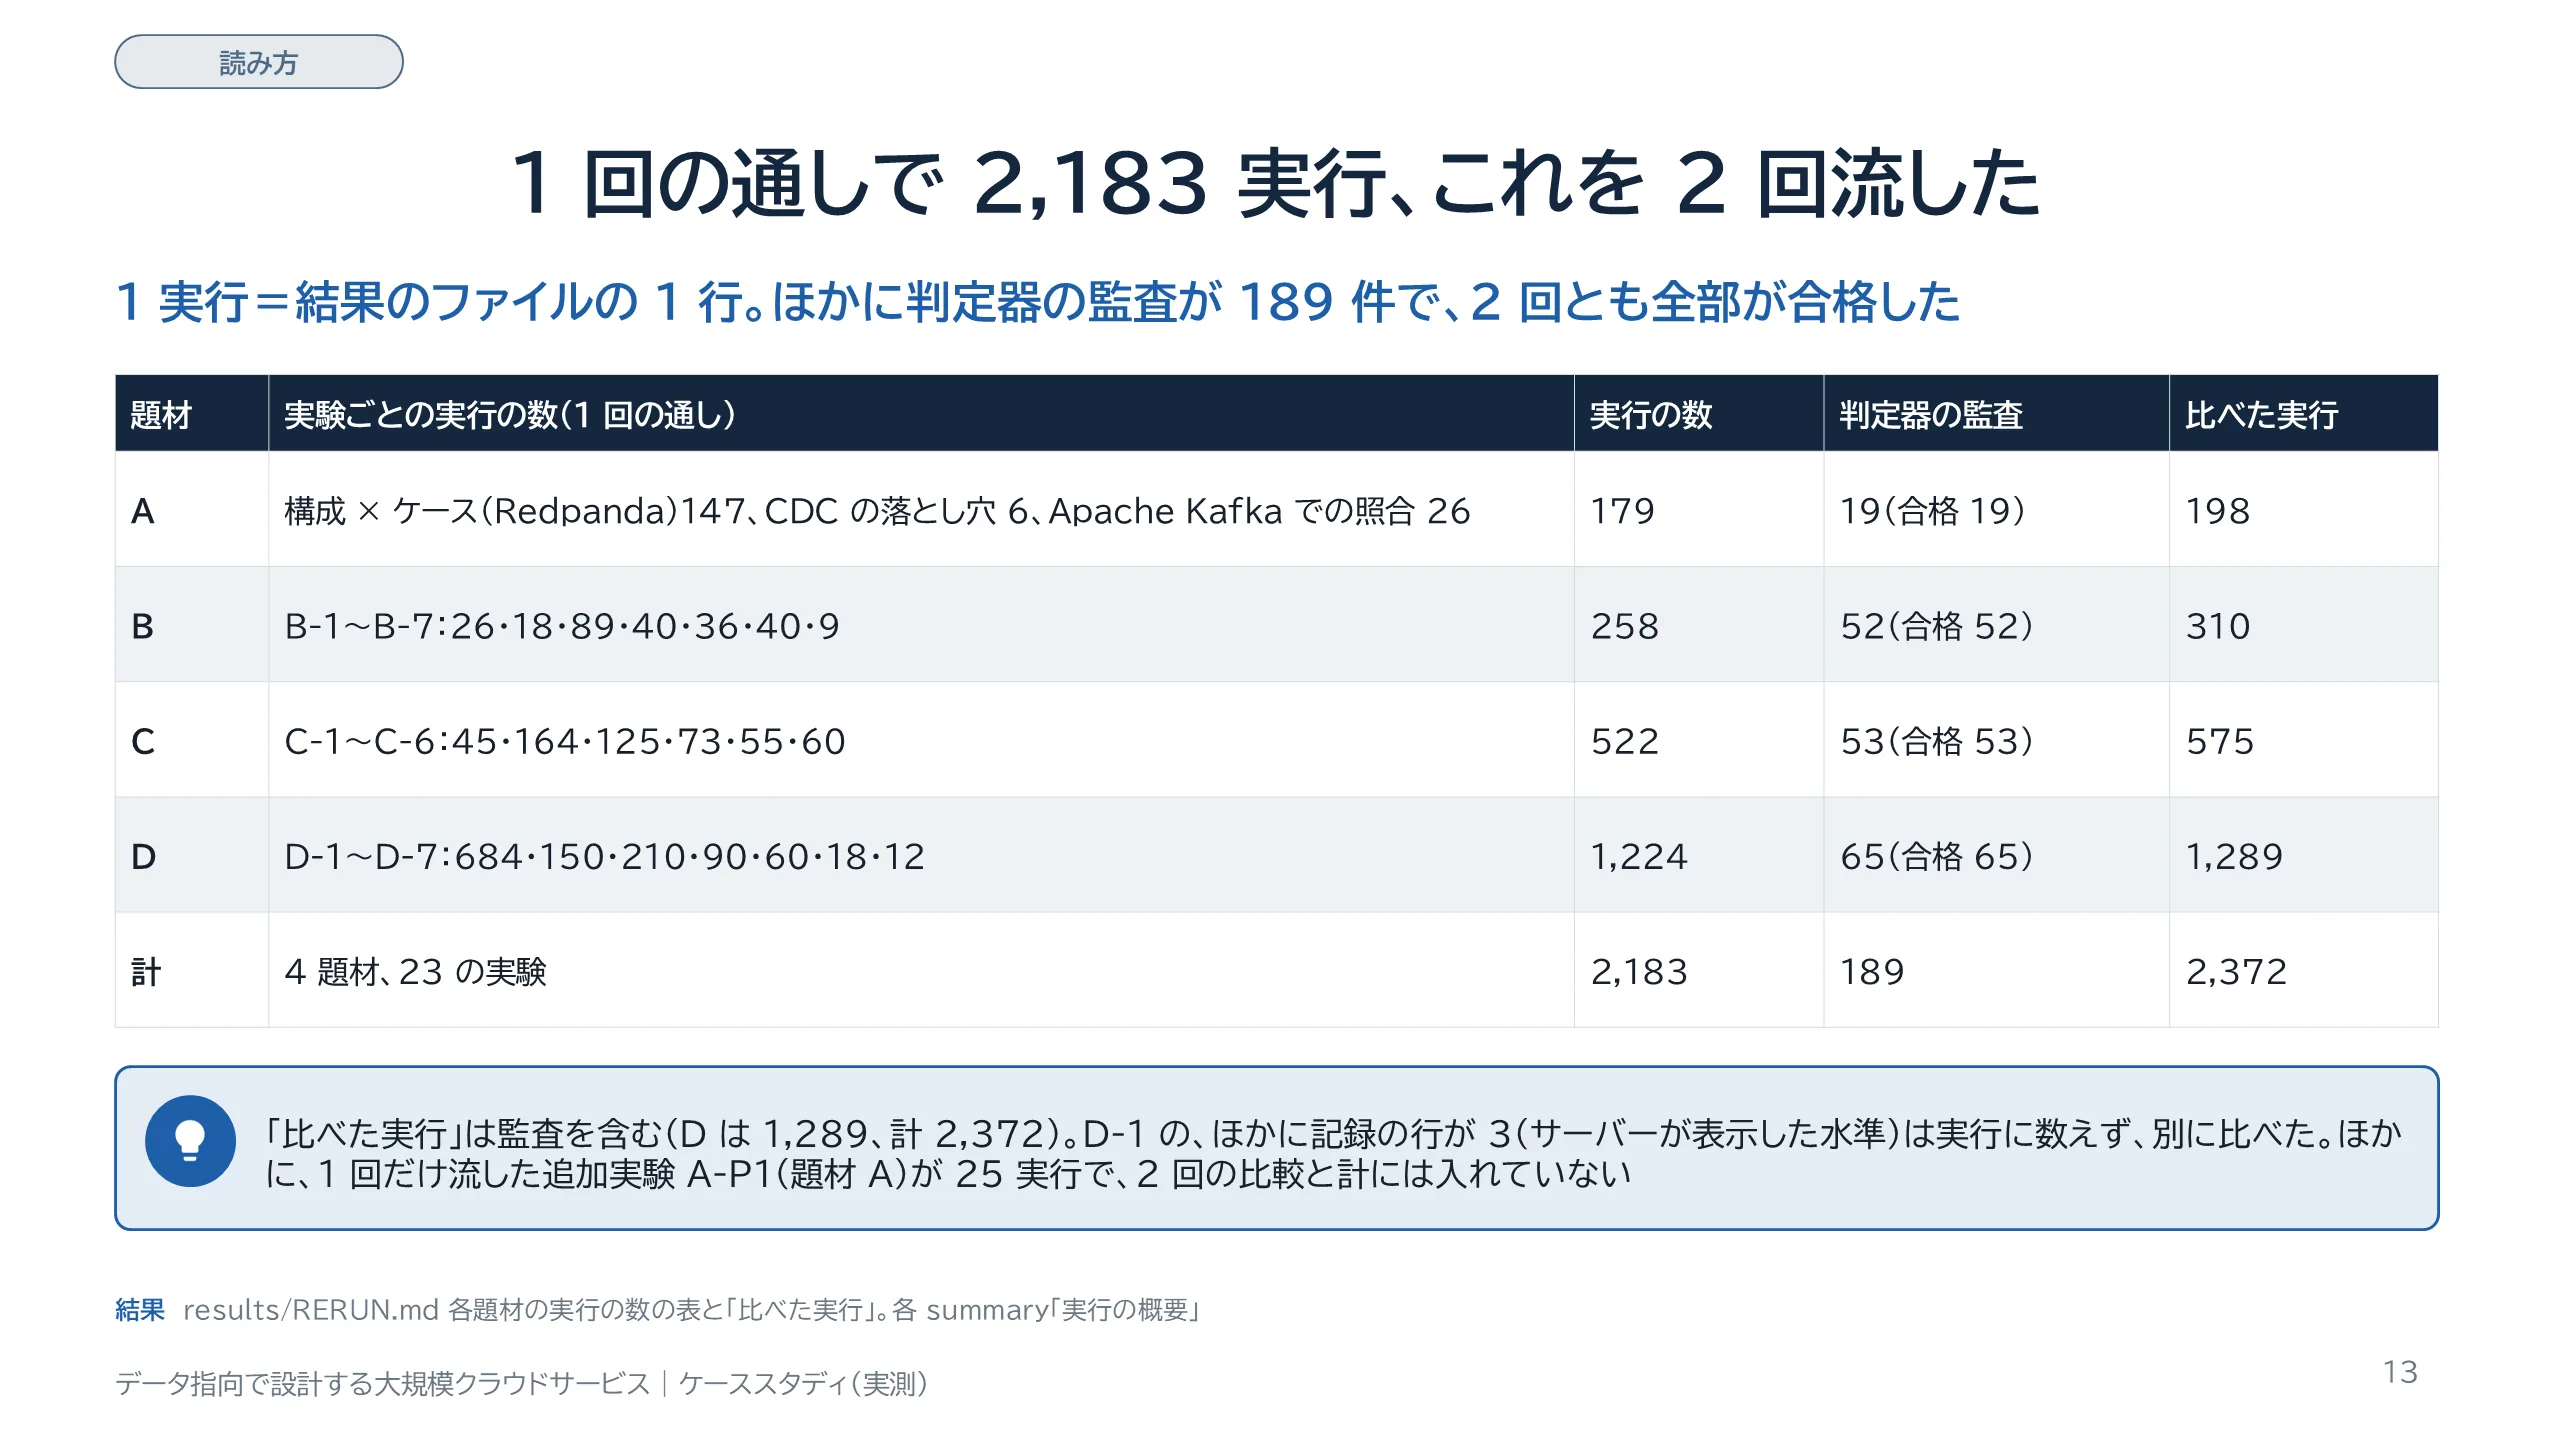 読み方
1 回の通しで 2,183 実行、これを 2 回流した
1 実行＝結果のファイルの 1 行。ほかに判定器の監査が 189 件で、2 回とも全部が合格した
題材 実験ごとの実行の数（1 回の通し） 実行の数 判定器の監査 比べた実行
A 構成 × ケース（Redpanda）147、CDC の落とし穴 6、Apache Kafka での照合 26 179 19（合格 19） 198
B B-1〜B-7：26・18・89・40・36・40・9 258 52（合格 52） 310
C C-1〜C-6：45・164・125・73・55・60 522 53（合格 53） 575
D D-1〜D-7：684・150・210・90・60・18・12 1,224 65（合格 65） 1,289
計 4 題材、23 の実験 2,183 189 2,372
「比べた実行」は監査を含む（D は 1,289、計 2,372）。D-1 の、ほかに記録の行が 3（サーバーが表示した水準）は実行に数えず、別に比べた。ほか
に、1 回だけ流した追加実験 A-P1（題材 A）が 25 実行で、2 回の比較と計には入れていない
結果 results/RERUN.md 各題材の実行の数の表と「比べた実行」。各 summary「実行の概要」
データ指向で設計する大規模クラウドサービス｜ケーススタディ（実測）
13